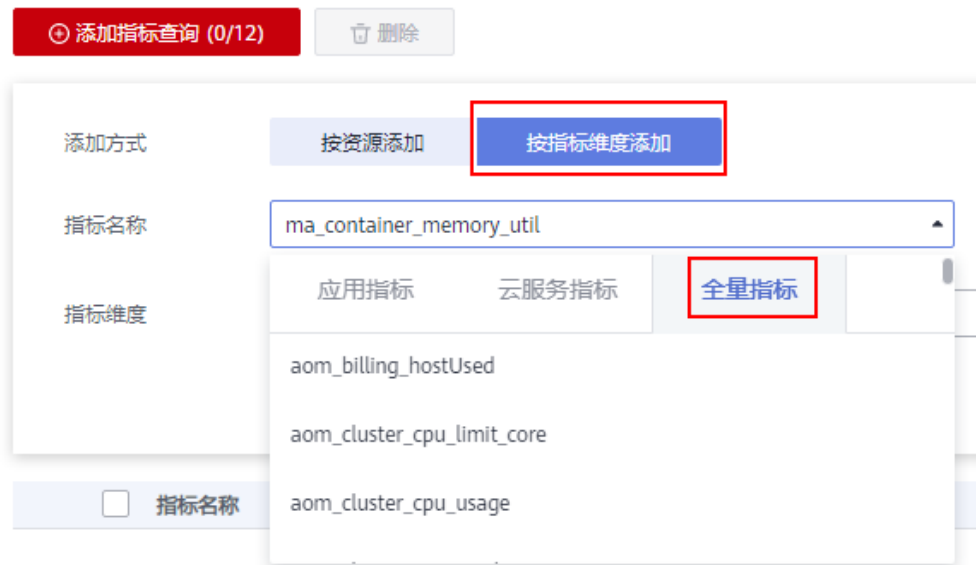 添加指标查询 (0/12) 删除
添加方式 按资源添加 按指标维度添加
指标名称 ma_container_memory_util
应用指标 云服务指标 全量指标
指标维度
aom_billing_hostUsed
aom_cluster_cpu_limit_core
aom_cluster_cpu_usage
指标名称